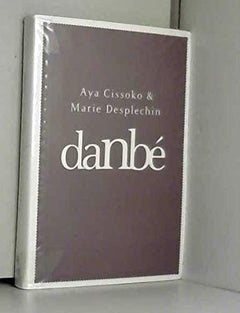 Aya Cissoko &
Marie Desplechin
danbé